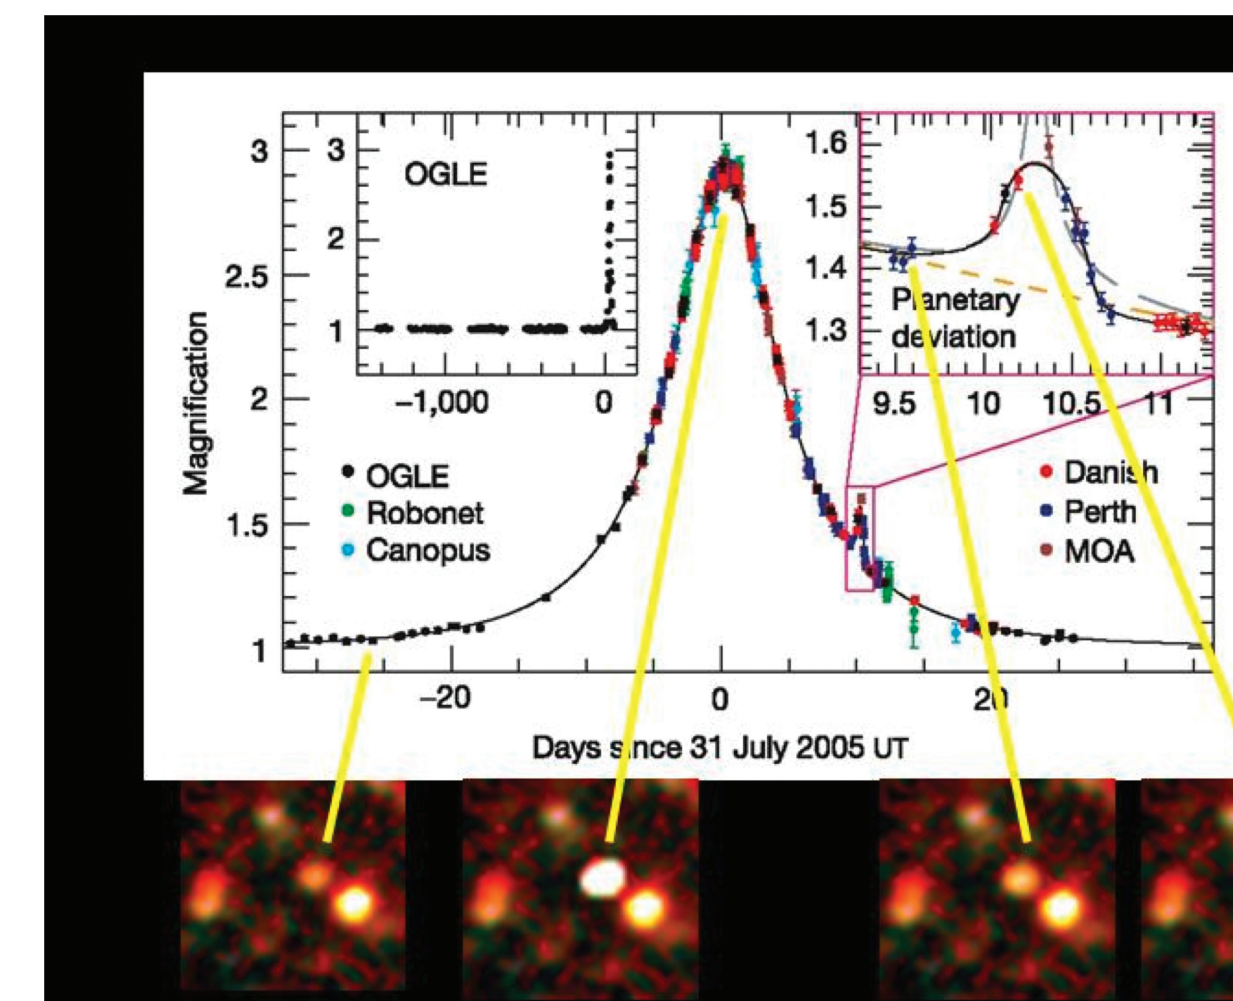 3
2.5
2
1.5
1
Magnification
3
2
1
OGLE
−1,000
0
1.6
1.5
1.4
1.3
Planetary
deviation
9.5
10
10.5
11
OGLE
Robonet
Canopus
Danish
Perth
MOA
−20
0
20
Days since 31 July 2005 UT